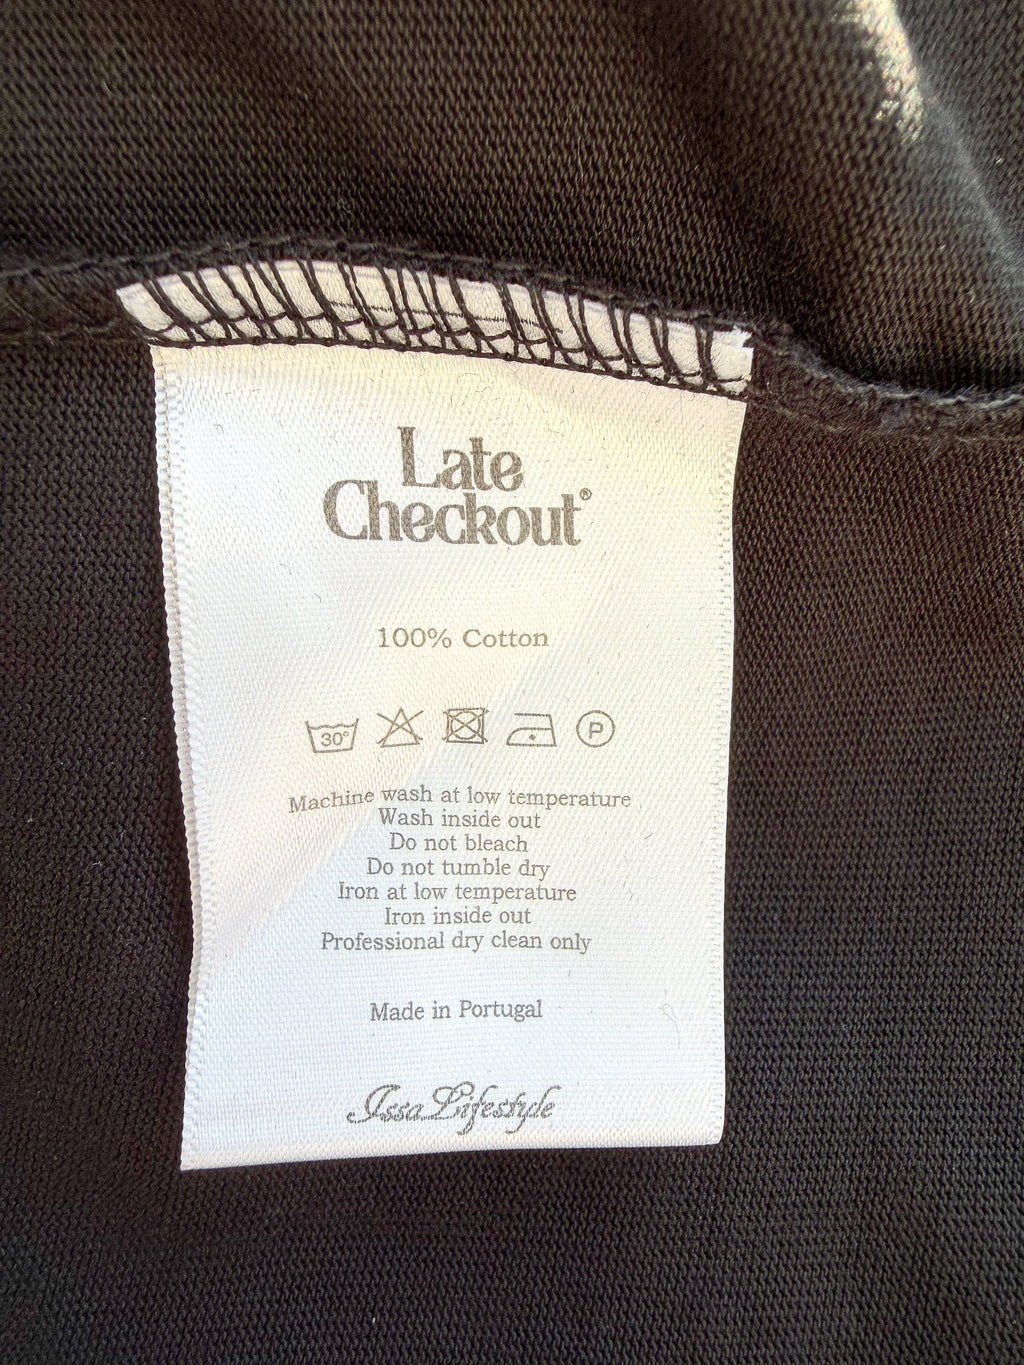 Late
Checkout®
100% Cotton
30° P
Machine wash at low temperature
Wash inside out
Do not bleach
Do not tumble dry
Iron at low temperature
Iron inside out
Professional dry clean only
Made in Portugal
Issa Lifestyle